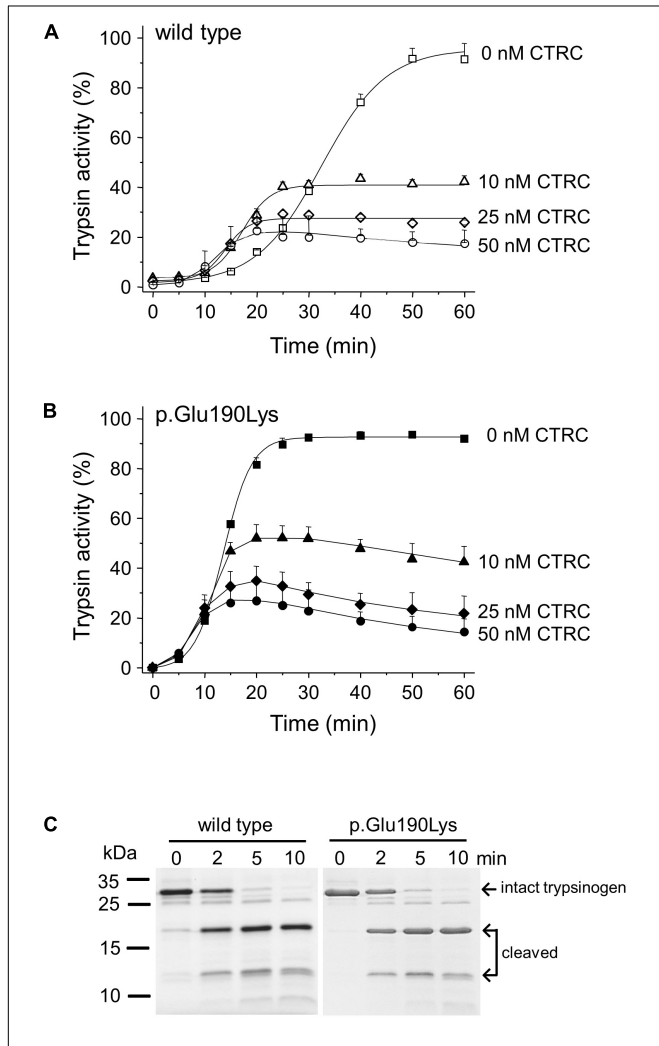 A
wild type
Trypsin activity (%)
100
80
60
40
20
0
0 nM CTRC
10 nM CTRC
25 nM CTRC
50 nM CTRC
0 10 20 30 40 50 60
Time (min)
B
p.Glu190Lys
Trypsin activity (%)
100
80
60
40
20
0
0 nM CTRC
10 nM CTRC
25 nM CTRC
50 nM CTRC
0 10 20 30 40 50 60
Time (min)
C
wild type p.Glu190Lys
kDa 0 2 5 10 0 2 5 10 min
35
25
15
10
intact trypsinogen
cleaved